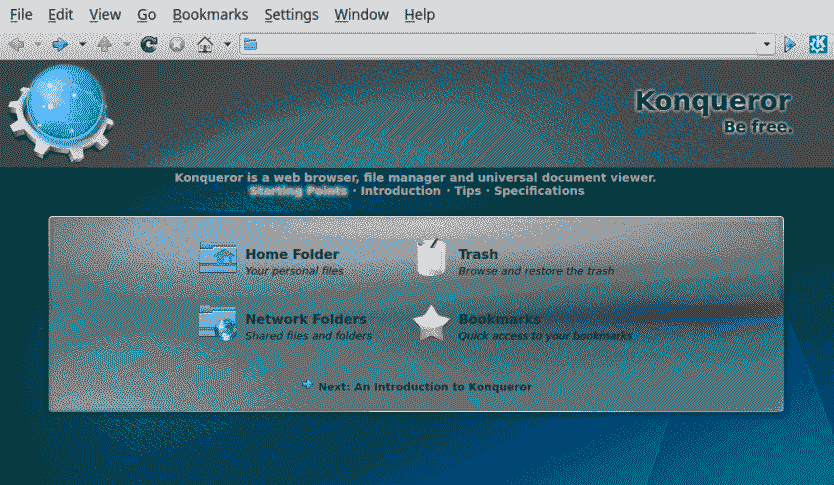 File Edit View Go Bookmarks Settings Window Help
Konqueror
Be free.
Konqueror is a web browser, file manager and universal document viewer.
Starting Points · Introduction · Tips · Specifications
Home Folder
Your personal files
Trash
Browse and restore the trash
Network Folders
Shared files and folders
Bookmarks
Quick access to your bookmarks
Next: An Introduction to Konqueror